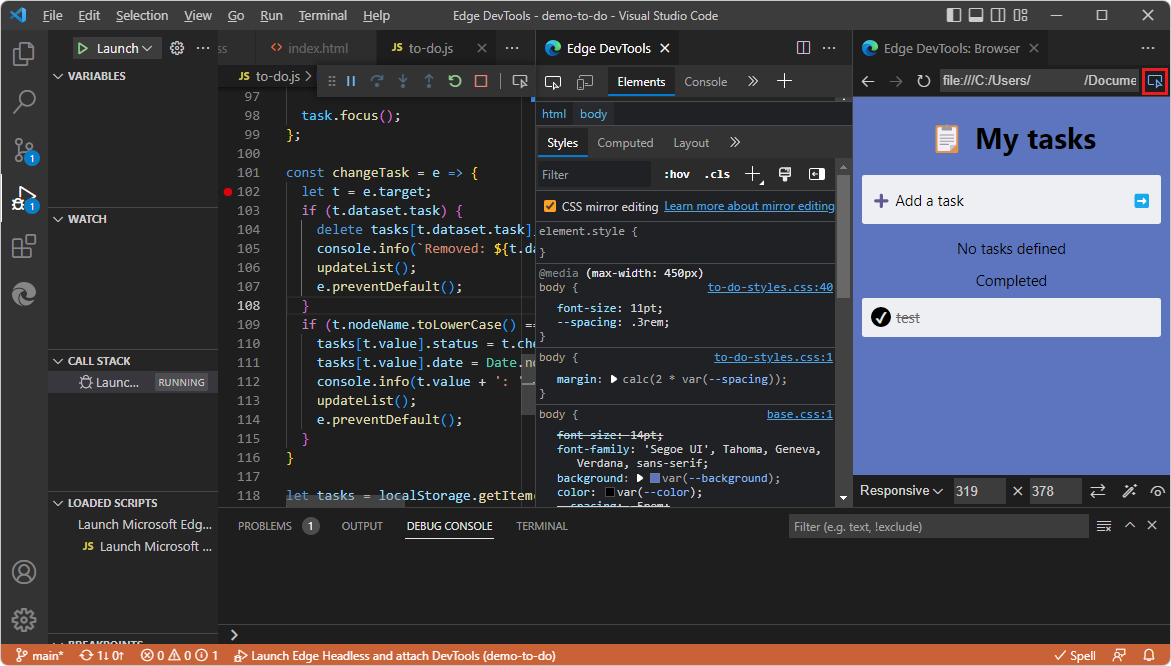 File Edit Selection View Go Run Terminal Help Edge DevTools - demo-to-do - Visual Studio Code
Launch ··· ss index.html JS to-do.js ··· Edge DevTools ··· Edge DevTools: Browser ···
VARIABLES
JS to-do.js
Elements Console
file:///C:/Users/ /Docume
97
98 task.focus();
99 };
100
101 const changeTask = e => {
102 let t = e.target;
103 if (t.dataset.task) {
104 delete tasks[t.dataset.task]
105 console.info(`Removed: ${t.da
106 updateList();
107 e.preventDefault();
108 }
109 if (t.nodeName.toLowerCase() ==
110 tasks[t.value].status = t.che
111 tasks[t.value].date = Date.no
112 console.info(t.value + ': '
113 updateList();
114 e.preventDefault();
115 }
116 }
117
118 let tasks = localStorage.getItem(
html body
Styles Computed Layout
Filter :hov .cls
CSS mirror editing Learn more about mirror editing
element.style {
}
@media (max-width: 450px)
body { to-do-styles.css:40
font-size: 11pt;
--spacing: .3rem;
}
body { to-do-styles.css:1
margin: calc(2 * var(--spacing));
}
body { base.css:1
font-size: 14pt;
font-family: 'Segoe UI', Tahoma, Geneva,
Verdana, sans-serif;
background: var(--background);
color: var(--color);
--spacing: .5rem;
My tasks
Add a task
No tasks defined
Completed
test
Responsive 319 × 378
1
1
WATCH
CALL STACK
Launc... RUNNING
LOADED SCRIPTS
Launch Microsoft Edg...
JS Launch Microsoft ...
BREAKPOINTS
PROBLEMS 1 OUTPUT DEBUG CONSOLE TERMINAL
Filter (e.g. text, !exclude)
main* 1↓ 0↑ 0 0 1 Launch Edge Headless and attach DevTools (demo-to-do) Spell